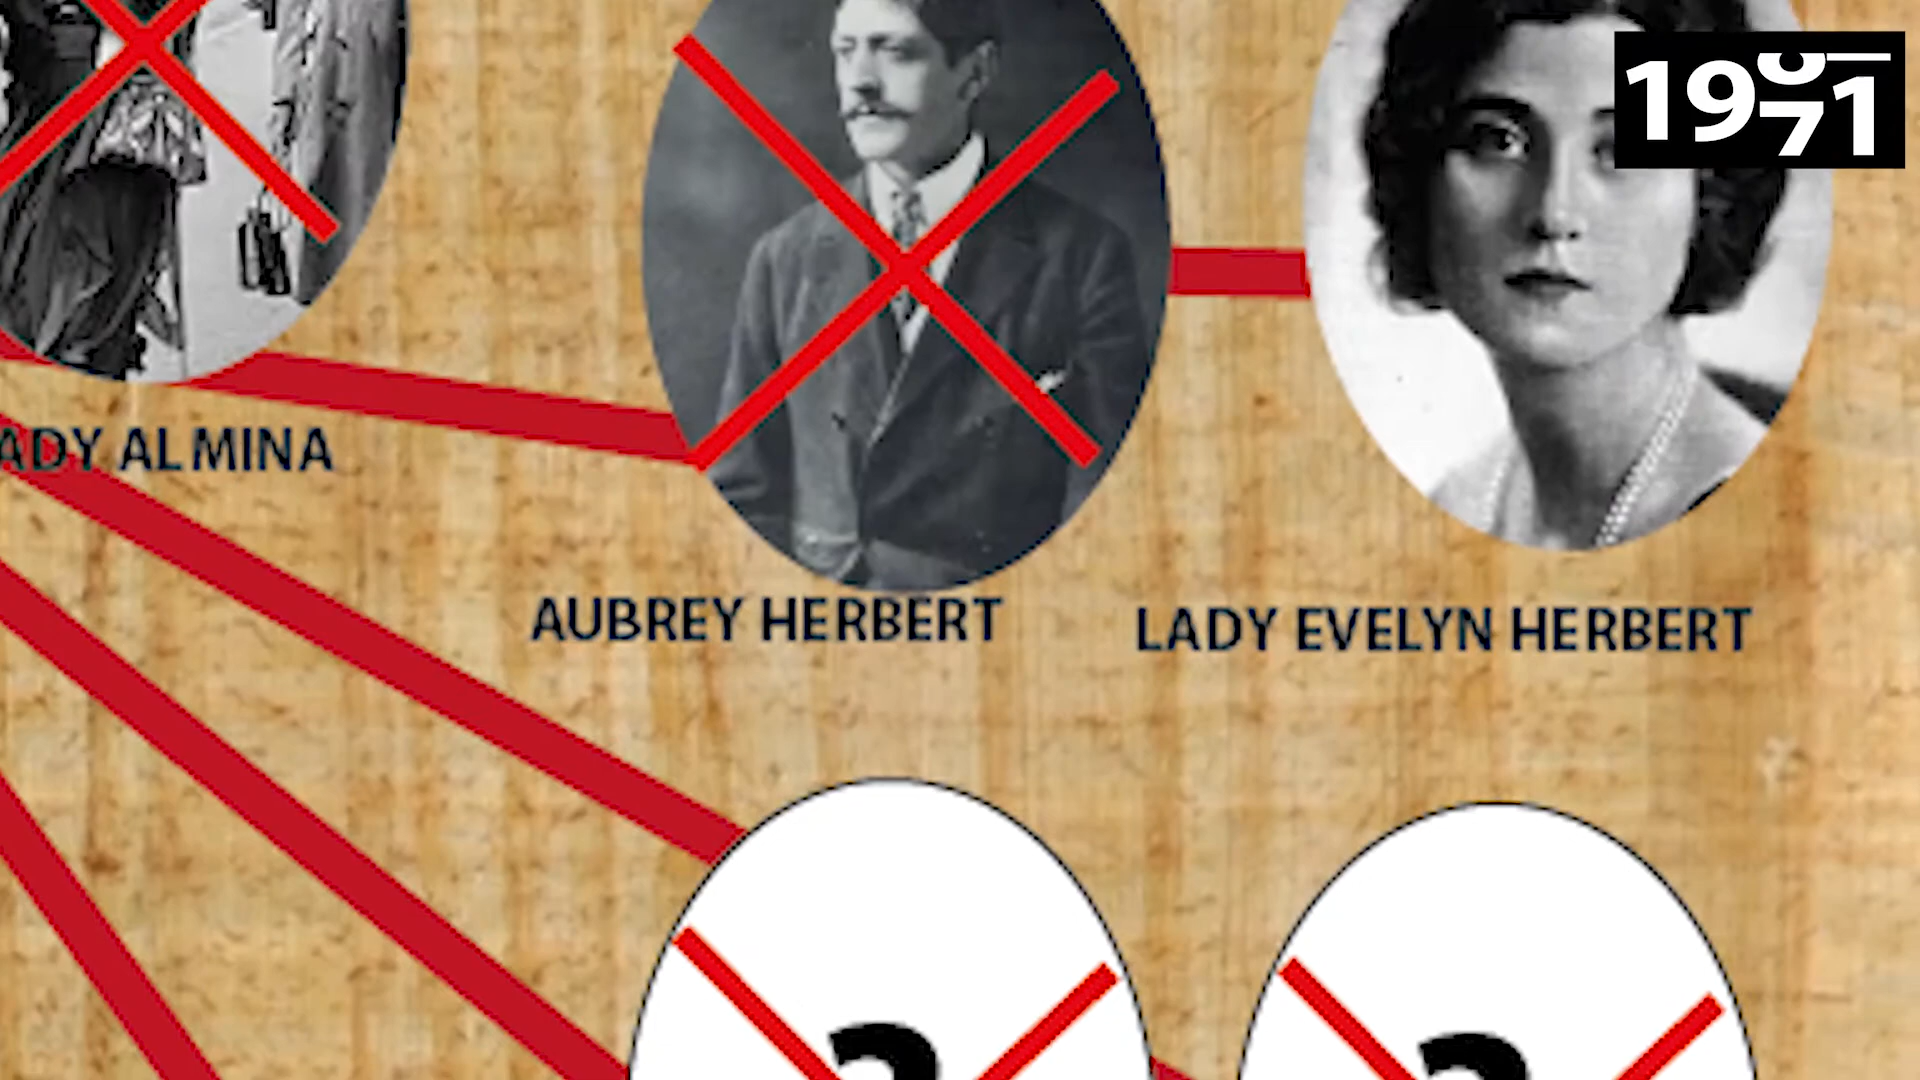 1971
ADY ALMINA
AUBREY HERBERT
LADY EVELYN HERBERT
?
?